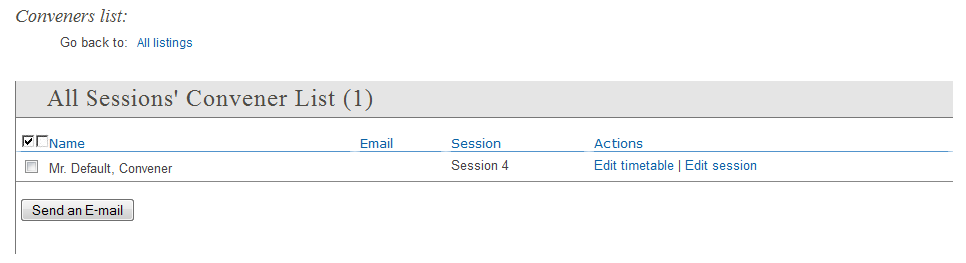 Conveners list:
Go back to: All listings
All Sessions' Convener List (1)
Name Email Session Actions
Mr. Default, Convener Session 4 Edit timetable | Edit session
Send an E-mail